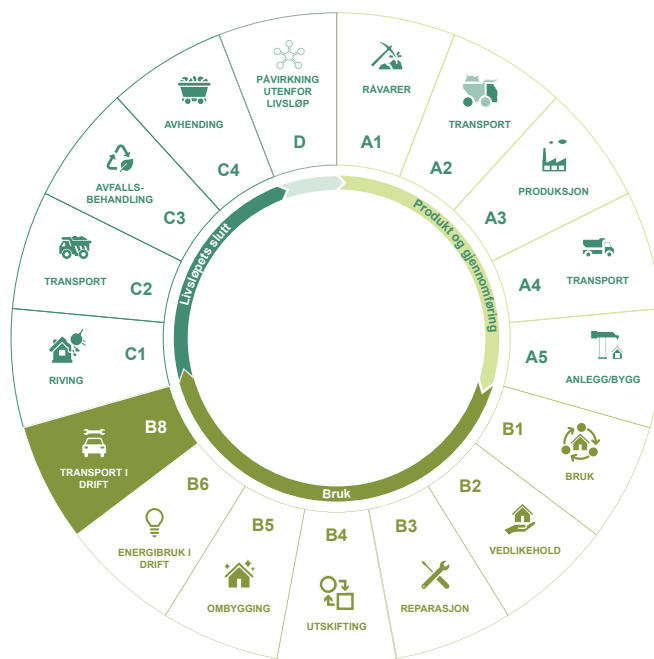 RÅVARER
A1
TRANSPORT
A2
PRODUKSJON
A3
TRANSPORT
A4
ANLEGG/BYGG
A5
BRUK
B1
VEDLIKEHOLD
B2
REPARASJON
B3
UTSKIFTING
B4
OMBYGGING
B5
ENERGIBRUK I
DRIFT
B6
TRANSPORT I
DRIFT
B8
RIVING
C1
TRANSPORT
C2
AVFALLS-
BEHANDLING
C3
AVHENDING
C4
PÅVIRKNING
UTENFOR
LIVSLØP
D
Produkt og gjennomføring
Bruk
Livsløpets slutt